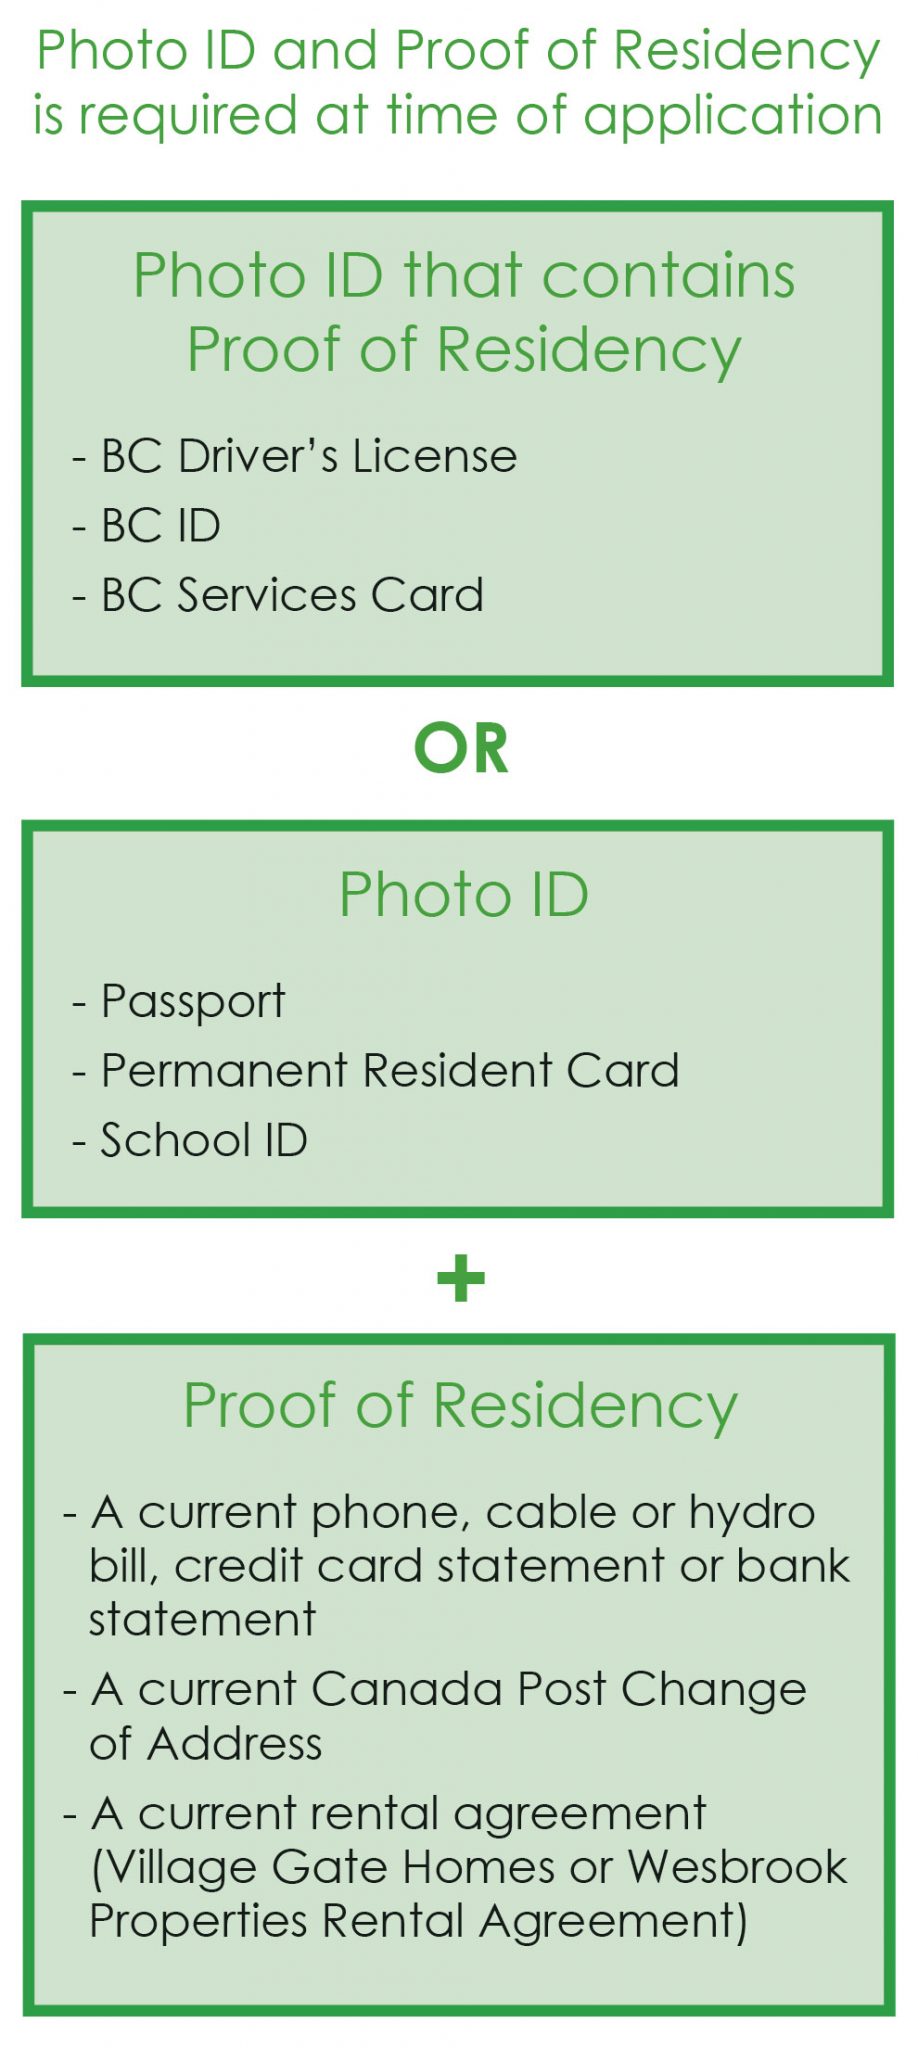 Photo ID and Proof of Residency
is required at time of application
Photo ID that contains
Proof of Residency
- BC Driver’s License
- BC ID
- BC Services Card
OR
Photo ID
- Passport
- Permanent Resident Card
- School ID
+
Proof of Residency
- A current phone, cable or hydro
bill, credit card statement or bank
statement
- A current Canada Post Change
of Address
- A current rental agreement
(Village Gate Homes or Wesbrook
Properties Rental Agreement)